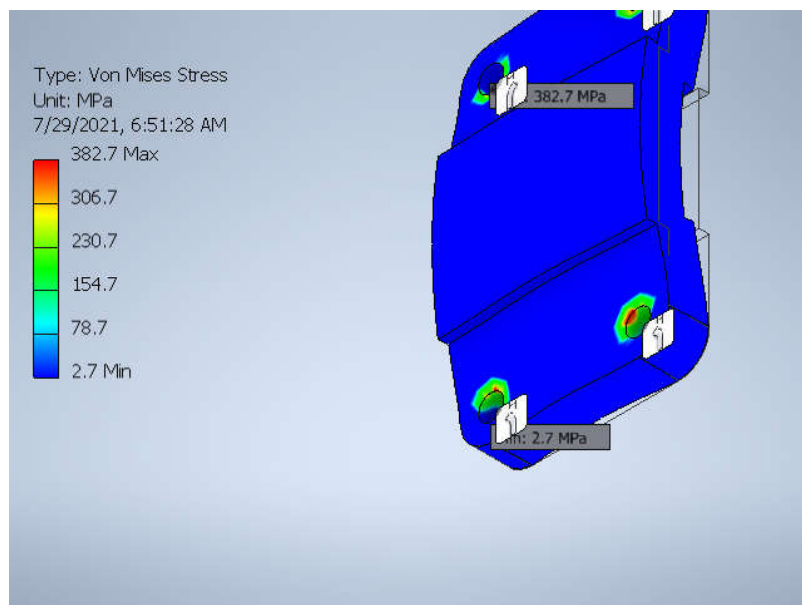 Type: Von Mises Stress
Unit: MPa
7/29/2021, 6:51:28 AM
382.7 Max
306.7
230.7
154.7
78.7
2.7 Min
382.7 MPa
2.7 MPa